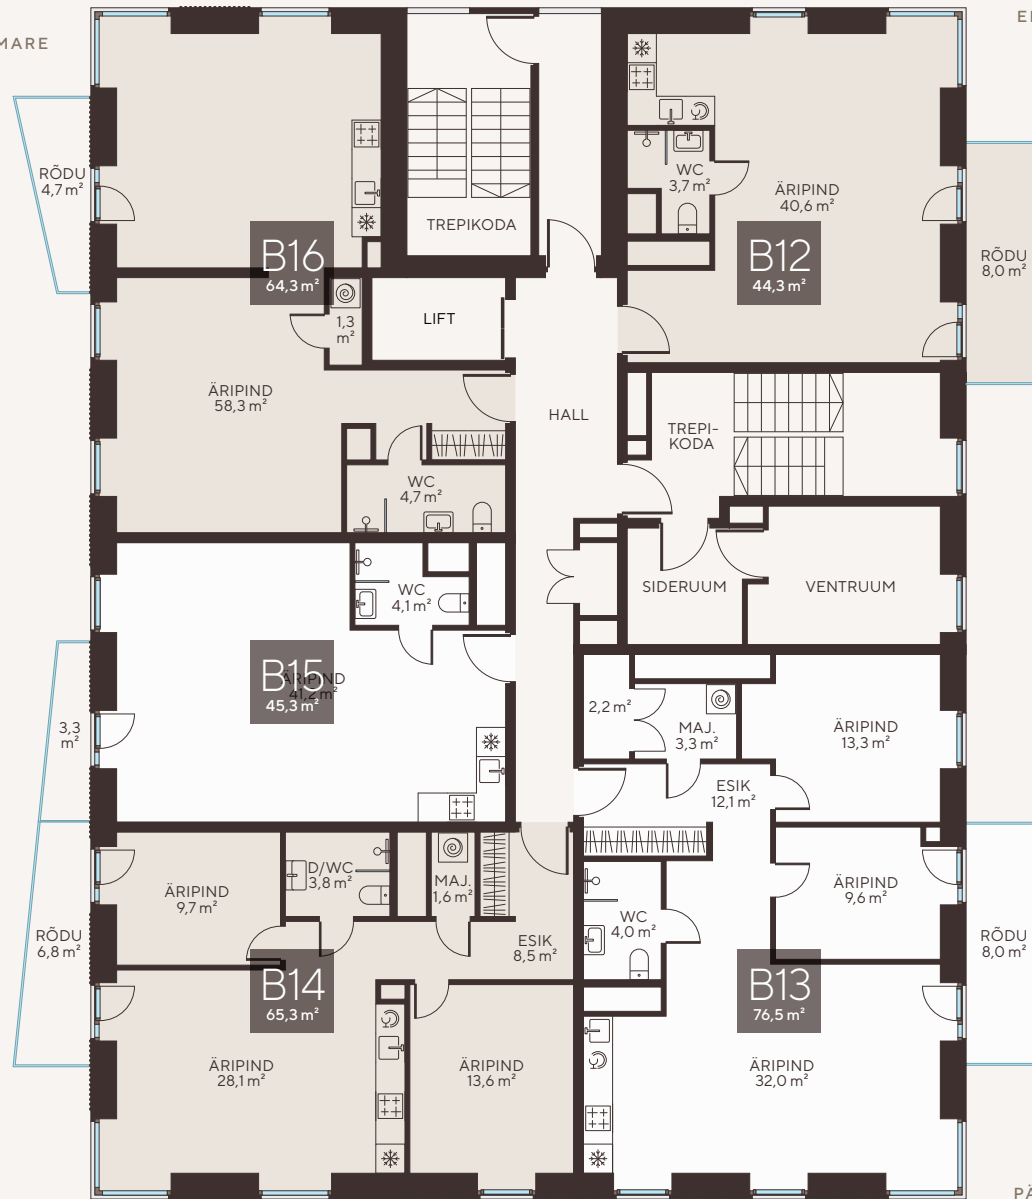 MARE
RÕDU
4,7 m²
TREPIKODA
B16
64,3 m²
1,3
m²
LIFT
ÄRIPIND
58,3 m²
WC
4,7 m²
HALL
WC
3,7 m²
ÄRIPIND
40,6 m²
B12
44,3 m²
RÕDU
8,0 m²
TREPI-
KODA
SIDERUUM
VENTRUUM
WC
4,1 m²
B15
ÄRIPIND
41,2 m²
45,3 m²
3,3
m²
2,2 m²
MAJ.
3,3 m²
ÄRIPIND
13,3 m²
ESIK
12,1 m²
ÄRIPIND
9,7 m²
D/WC
3,8 m²
MAJ.
1,6 m²
ESIK
8,5 m²
RÕDU
6,8 m²
WC
4,0 m²
ÄRIPIND
9,6 m²
RÕDU
8,0 m²
B14
65,3 m²
B13
76,5 m²
ÄRIPIND
28,1 m²
ÄRIPIND
13,6 m²
ÄRIPIND
32,0 m²